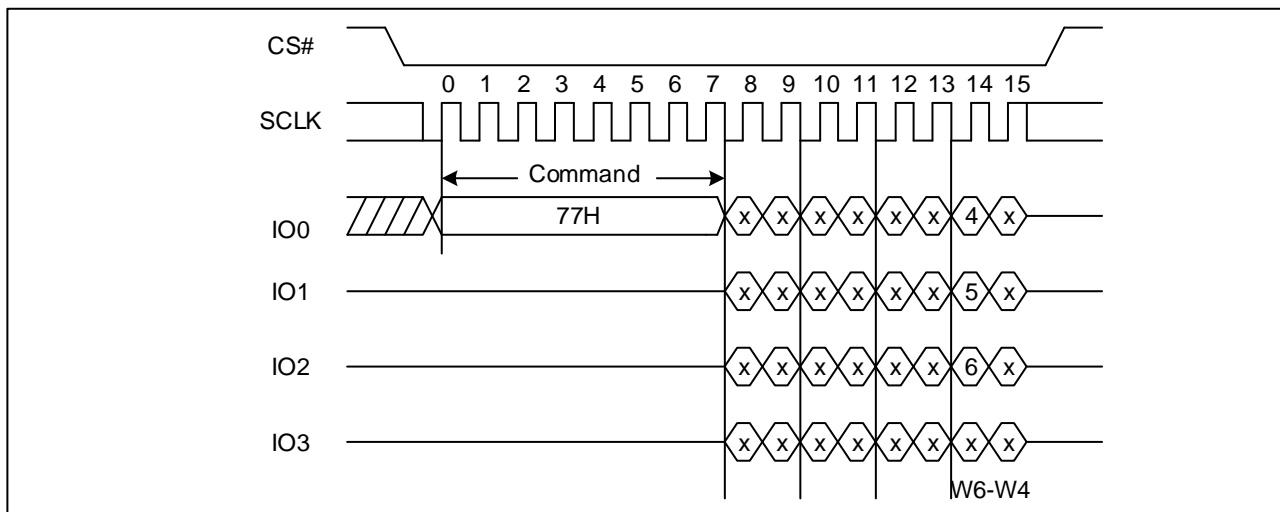 CS#
0 1 2 3 4 5 6 7 8 9 10 11 12 13 14 15
SCLK
Command
IO0 77H x x x x x x 4 x
IO1 x x x x x x 5 x
IO2 x x x x x x 6 x
IO3 x x x x x x x x
W6-W4